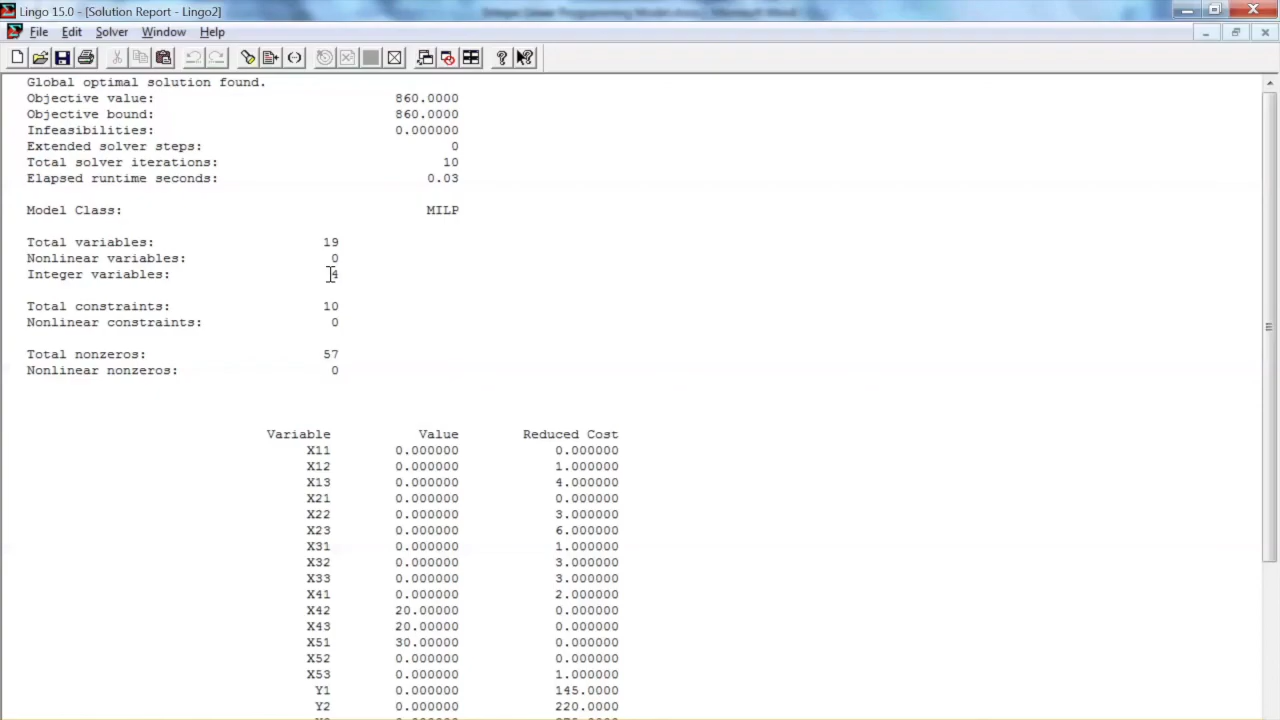 Lingo 15.0 - [Solution Report - Lingo2]
File Edit Solver Window Help
Global optimal solution found.
Objective value: 860.0000
Objective bound: 860.0000
Infeasibilities: 0.000000
Extended solver steps: 0
Total solver iterations: 10
Elapsed runtime seconds: 0.03
Model Class: MILP
Total variables: 19
Nonlinear variables: 0
Integer variables: 4
Total constraints: 10
Nonlinear constraints: 0
Total nonzeros: 57
Nonlinear nonzeros: 0
Variable Value Reduced Cost
X11 0.000000 0.000000
X12 0.000000 1.000000
X13 0.000000 4.000000
X21 0.000000 0.000000
X22 0.000000 3.000000
X23 0.000000 6.000000
X31 0.000000 1.000000
X32 0.000000 3.000000
X33 0.000000 3.000000
X41 0.000000 2.000000
X42 20.00000 0.000000
X43 20.00000 0.000000
X51 30.00000 0.000000
X52 0.000000 0.000000
X53 0.000000 1.000000
Y1 0.000000 145.0000
Y2 0.000000 220.0000